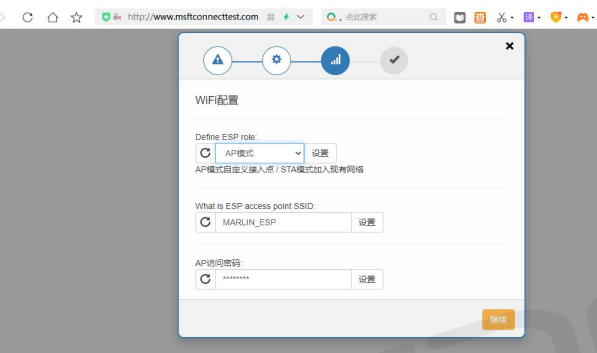 http://www.msftconnecttest.com
点此搜索
WiFi配置
Define ESP role:
AP模式
设置
AP模式自定义接入点 / STA模式加入现有网络
What is ESP access point SSID:
MARLIN_ESP
设置
AP访问密码:
********
设置
继续